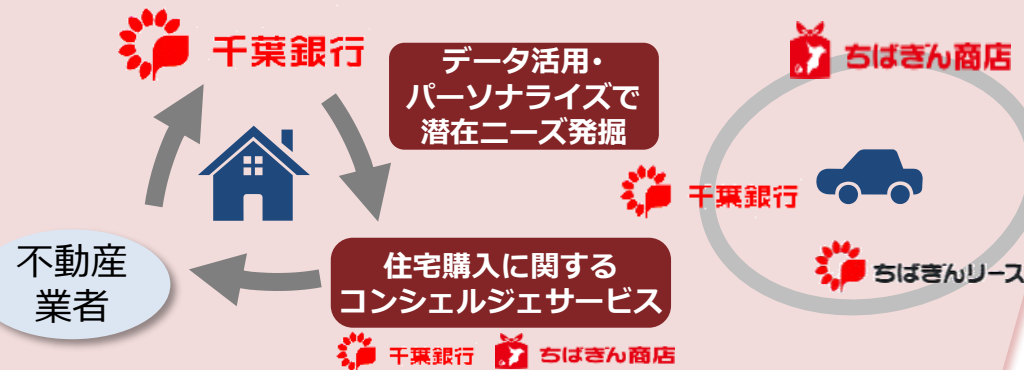 千葉銀行
データ活用・
パーソナライズで
潜在ニーズ発掘
不動産
業者
住宅購入に関する
コンシェルジェサービス
千葉銀行
ちばぎん商店
ちばぎん商店
千葉銀行
ちばぎんリース